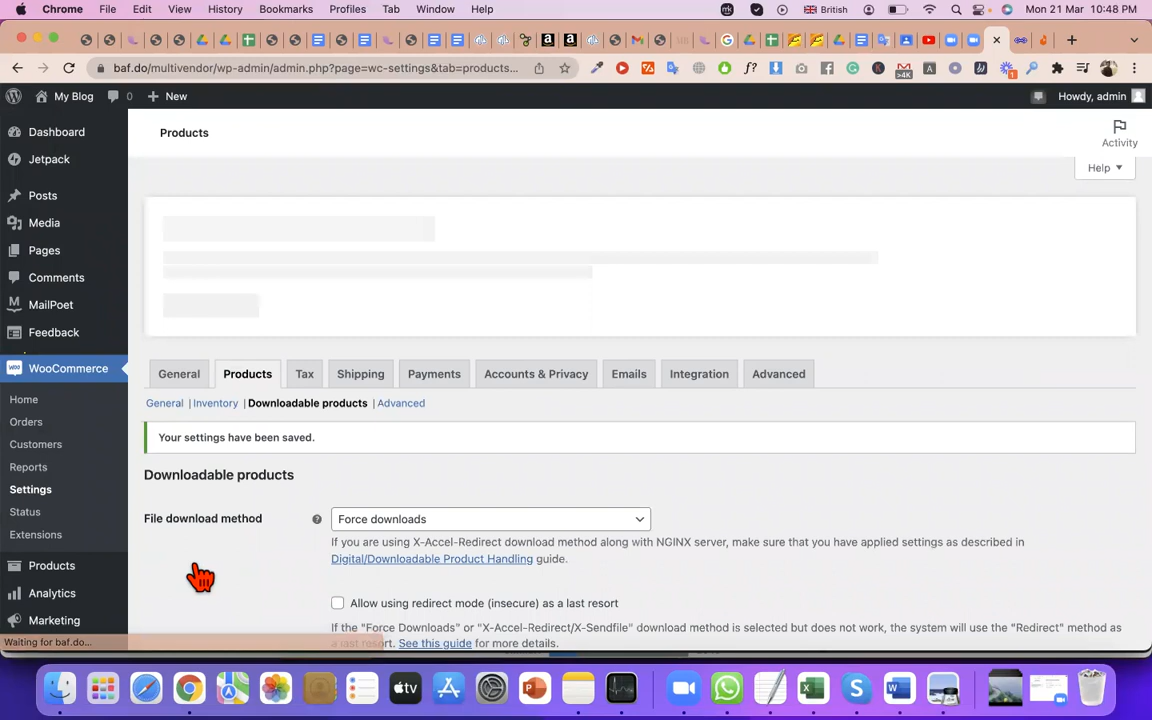 Chrome File Edit View History Bookmarks Profiles Tab Window Help British Mon 21 Mar 10:48 PM
baf.do/multivendor/wp-admin/admin.php?page=wc-settings&tab=products...
f?
>4K
1
My Blog 0 New Howdy, admin
Dashboard
Jetpack
Posts
Media
Pages
Comments
MailPoet
Feedback
WooCommerce
Home
Orders
Customers
Reports
Settings
Status
Extensions
Products
Analytics
Marketing
Products
Activity
Help
General Products Tax Shipping Payments Accounts & Privacy Emails Integration Advanced
General | Inventory | Downloadable products | Advanced
Your settings have been saved.
Downloadable products
File download method Force downloads
If you are using X-Accel-Redirect download method along with NGINX server, make sure that you have applied settings as described in
Digital/Downloadable Product Handling guide.
Allow using redirect mode (insecure) as a last resort
If the "Force Downloads" or "X-Accel-Redirect/X-Sendfile" download method is selected but does not work, the system will use the "Redirect" method as
a last resort. See this guide for more details.
Waiting for baf.do...
tv